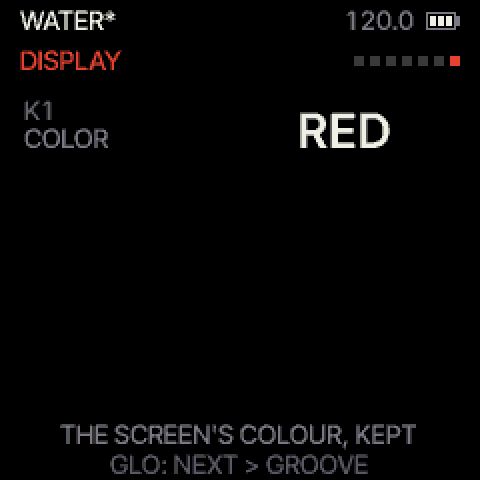 WATER* 120.0
DISPLAY
K1
COLOR RED
THE SCREEN'S COLOUR, KEPT
GLO: NEXT > GROOVE